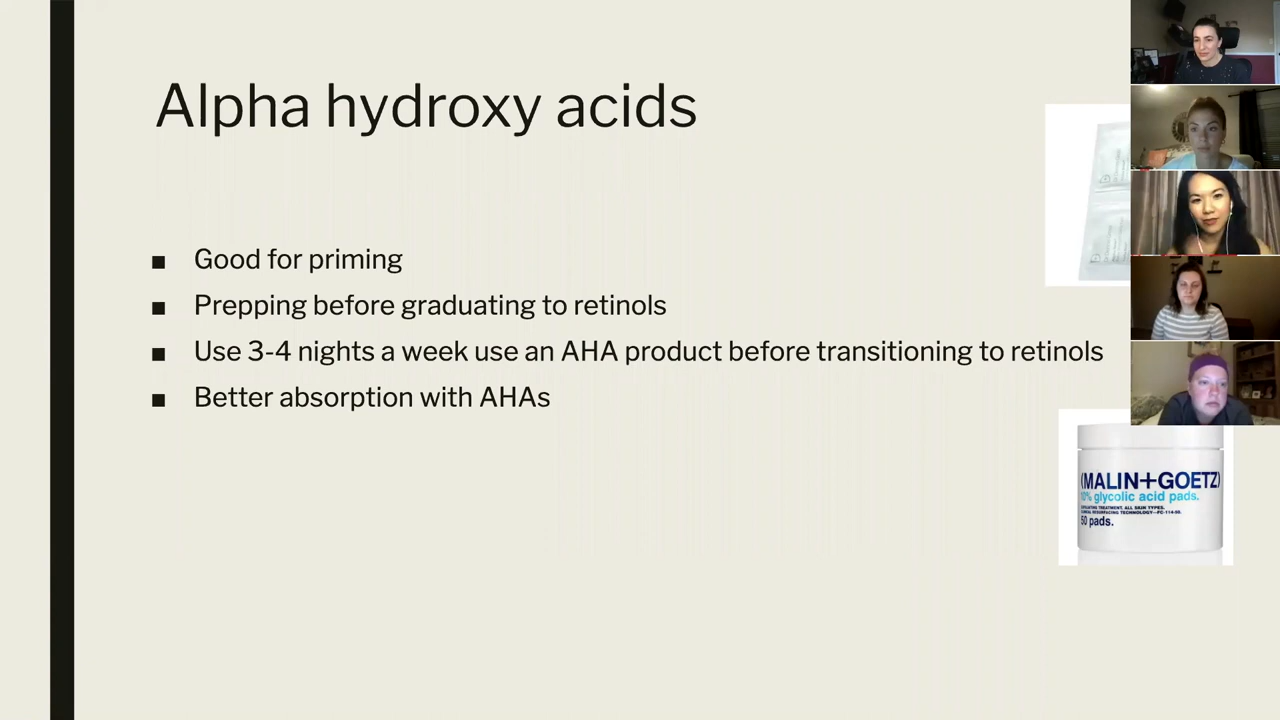 Alpha hydroxy acids
■ Good for priming
■ Prepping before graduating to retinols
■ Use 3-4 nights a week use an AHA product before transitioning to retinols
■ Better absorption with AHAs
(MALIN+GOETZ)
10% glycolic acid pads.
50 pads.